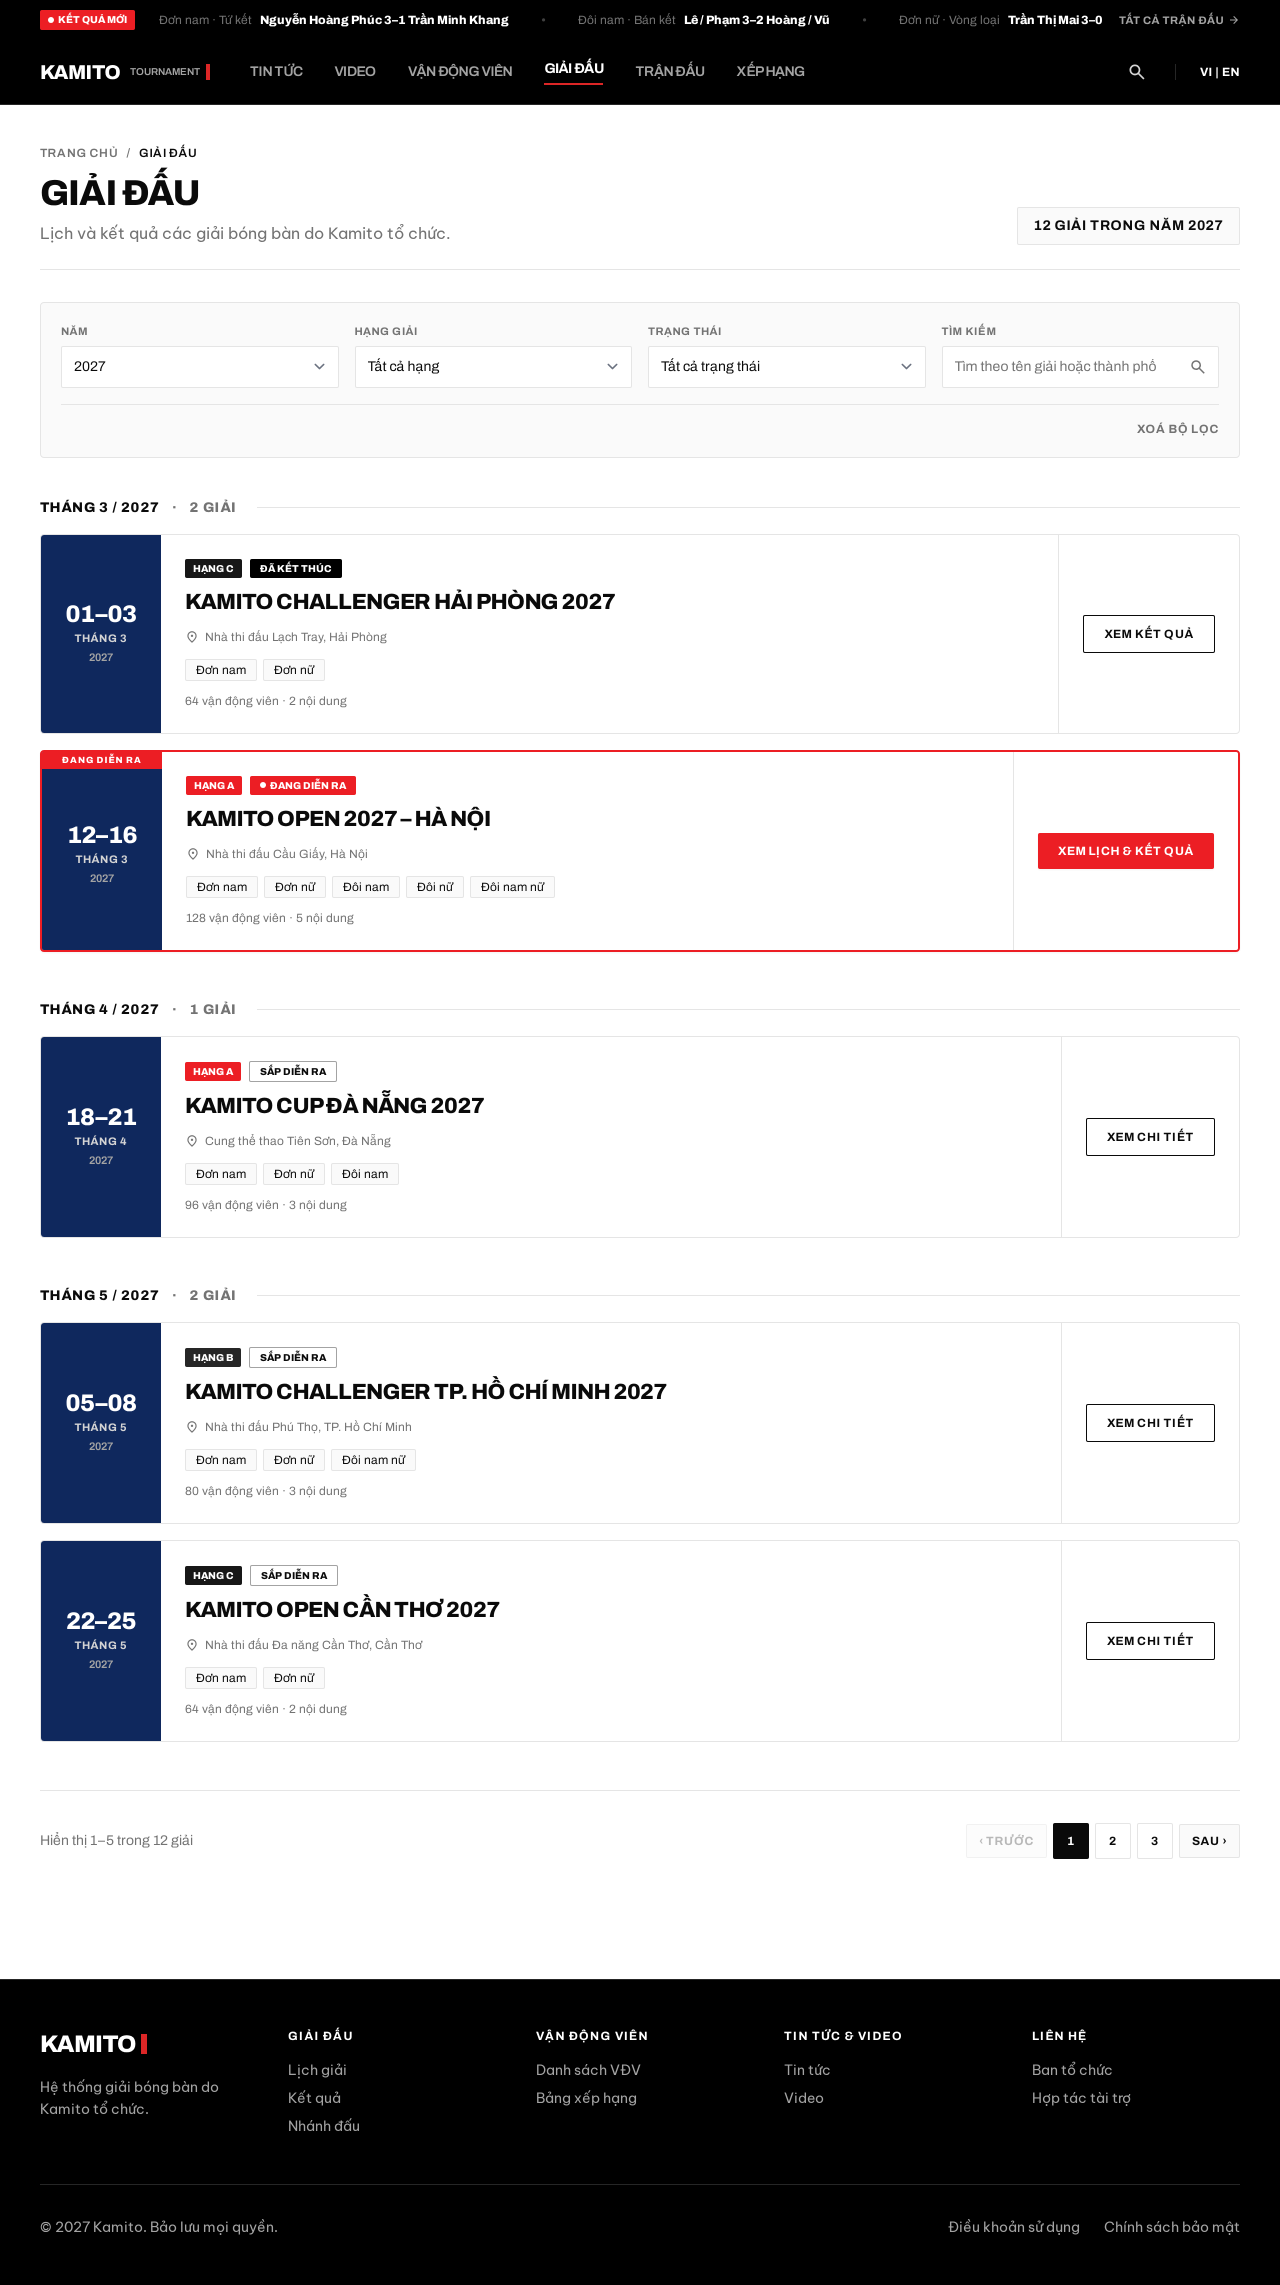 KẾT QUẢ MỚI Đơn nam · Tứ kết Nguyễn Hoàng Phúc 3–1 Trần Minh Khang • Đôi nam · Bán kết Lê / Phạm 3–2 Hoàng / Vũ • Đơn nữ · Vòng loại Trần Thị Mai 3–0 TẤT CẢ TRẬN ĐẤU →
KAMITO TOURNAMENT TIN TỨC VIDEO VẬN ĐỘNG VIÊN GIẢI ĐẤU TRẬN ĐẤU XẾP HẠNG VI | EN
TRANG CHỦ / GIẢI ĐẤU
GIẢI ĐẤU
Lịch và kết quả các giải bóng bàn do Kamito tổ chức.
12 GIẢI TRONG NĂM 2027
NĂM HẠNG GIẢI TRẠNG THÁI TÌM KIẾM
2027 Tất cả hạng Tất cả trạng thái Tìm theo tên giải hoặc thành phố
XOÁ BỘ LỌC
THÁNG 3 / 2027 · 2 GIẢI
01–03
THÁNG 3
2027
HẠNG C ĐÃ KẾT THÚC
KAMITO CHALLENGER HẢI PHÒNG 2027
Nhà thi đấu Lạch Tray, Hải Phòng
Đơn nam Đơn nữ
64 vận động viên · 2 nội dung
XEM KẾT QUẢ
ĐANG DIỄN RA
12–16
THÁNG 3
2027
HẠNG A ĐANG DIỄN RA
KAMITO OPEN 2027 – HÀ NỘI
Nhà thi đấu Cầu Giấy, Hà Nội
Đơn nam Đơn nữ Đôi nam Đôi nữ Đôi nam nữ
128 vận động viên · 5 nội dung
XEM LỊCH & KẾT QUẢ
THÁNG 4 / 2027 · 1 GIẢI
18–21
THÁNG 4
2027
HẠNG A SẮP DIỄN RA
KAMITO CUP ĐÀ NẴNG 2027
Cung thể thao Tiên Sơn, Đà Nẵng
Đơn nam Đơn nữ Đôi nam
96 vận động viên · 3 nội dung
XEM CHI TIẾT
THÁNG 5 / 2027 · 2 GIẢI
05–08
THÁNG 5
2027
HẠNG B SẮP DIỄN RA
KAMITO CHALLENGER TP. HỒ CHÍ MINH 2027
Nhà thi đấu Phú Thọ, TP. Hồ Chí Minh
Đơn nam Đơn nữ Đôi nam nữ
80 vận động viên · 3 nội dung
XEM CHI TIẾT
22–25
THÁNG 5
2027
HẠNG C SẮP DIỄN RA
KAMITO OPEN CẦN THƠ 2027
Nhà thi đấu Đa năng Cần Thơ, Cần Thơ
Đơn nam Đơn nữ
64 vận động viên · 2 nội dung
XEM CHI TIẾT
Hiển thị 1–5 trong 12 giải ‹ TRƯỚC 1 2 3 SAU ›
KAMITO
Hệ thống giải bóng bàn do
Kamito tổ chức.
GIẢI ĐẤU
Lịch giải
Kết quả
Nhánh đấu
VẬN ĐỘNG VIÊN
Danh sách VĐV
Bảng xếp hạng
TIN TỨC & VIDEO
Tin tức
Video
LIÊN HỆ
Ban tổ chức
Hợp tác tài trợ
© 2027 Kamito. Bảo lưu mọi quyền. Điều khoản sử dụng Chính sách bảo mật